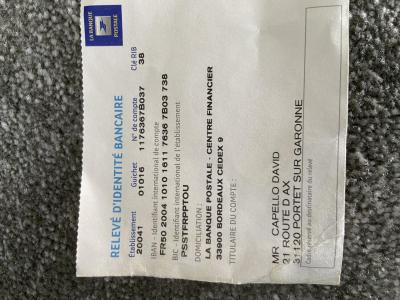 LA BANQUE
POSTALE
RELEVÉ D'IDENTITÉ BANCAIRE
Établissement Guichet N° de compte Clé RIB
20041 01016 1176367B037 38
IBAN - Identifiant international de compte
FR50 2004 1010 1611 7636 7B03 738
BIC - Identifiant international de l'établissement
PSSTFRPPTOU
DOMICILIATION :
LA BANQUE POSTALE - CENTRE FINANCIER
33900 BORDEAUX CEDEX 9
TITULAIRE DU COMPTE :
MR CAPELLO DAVID
21 ROUTE D AX
31120 PORTET SUR GARONNE
Cadre réservé au destinataire du relevé